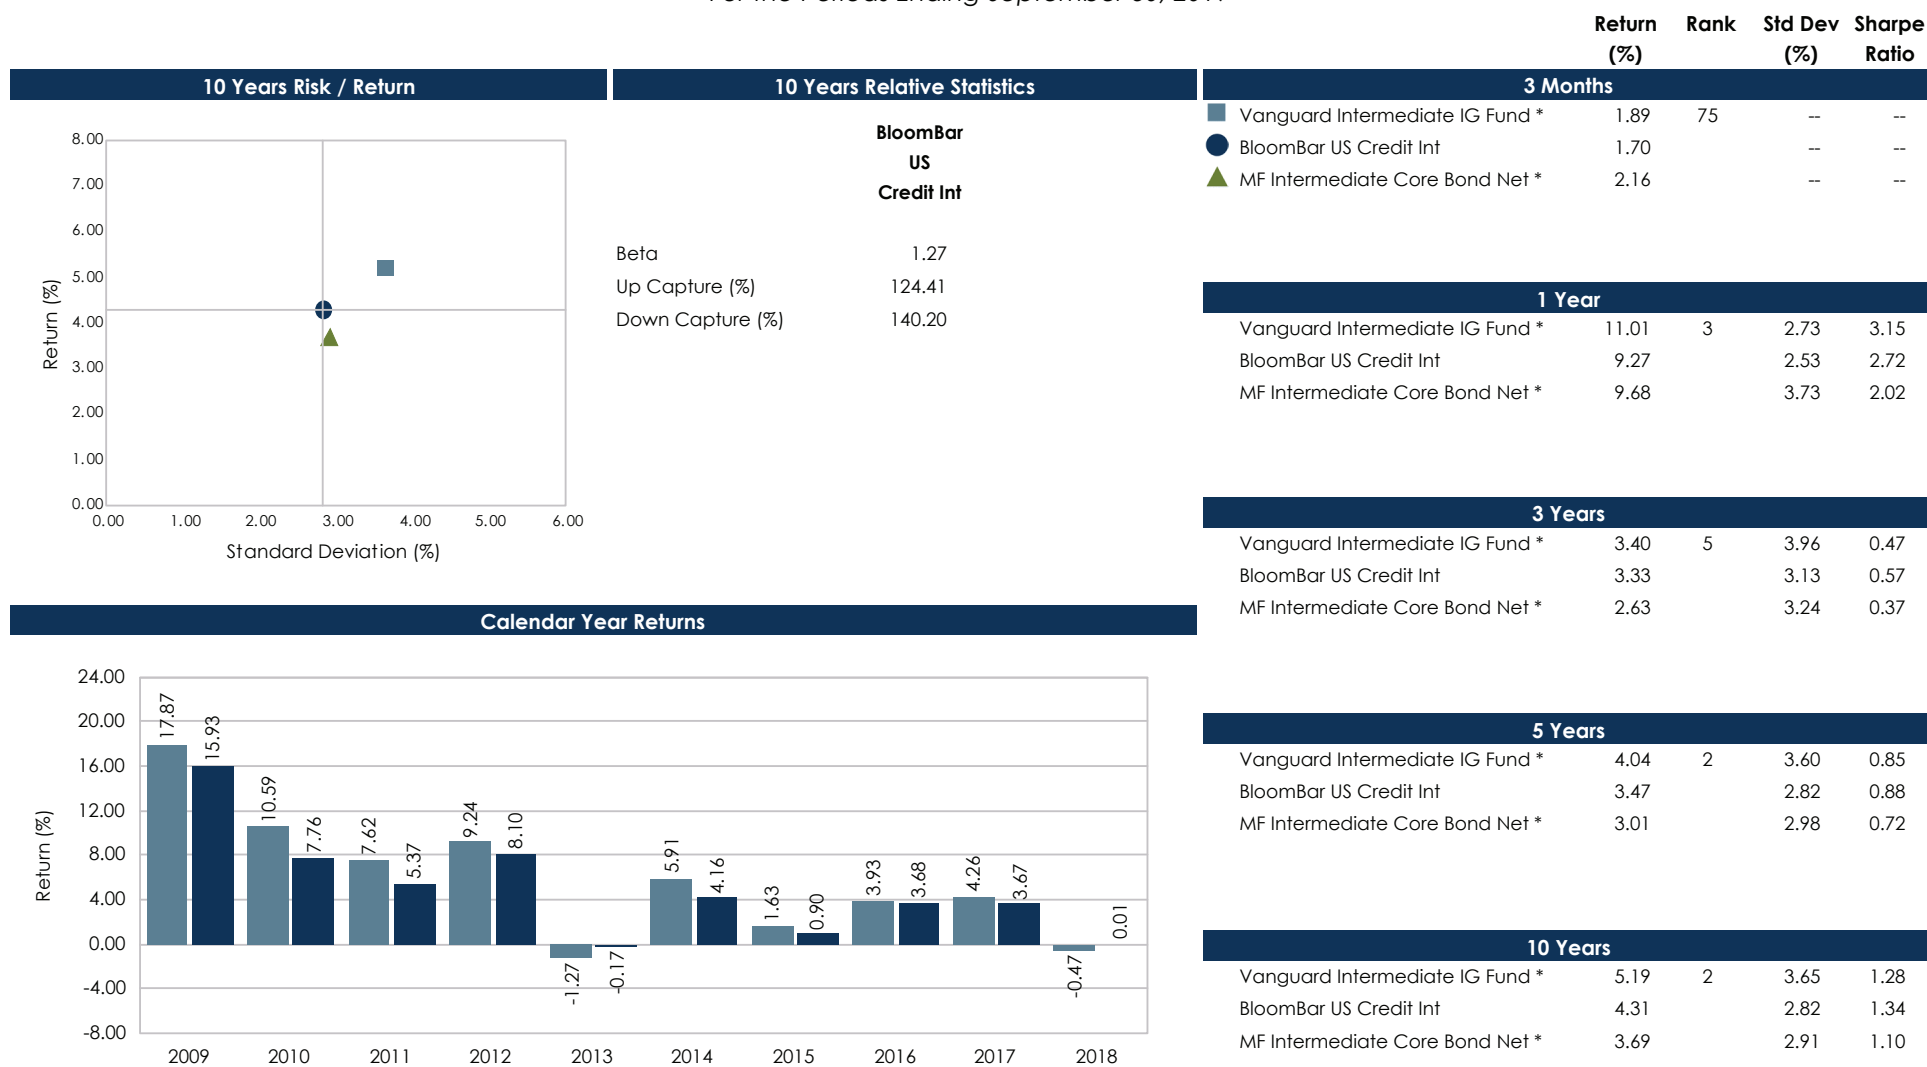 Return Rank Std Dev Sharpe
(%) (%) Ratio
10 Years Risk / Return
8.00
7.00
6.00
5.00
4.00
3.00
2.00
1.00
0.00
Return (%)
0.00 1.00 2.00 3.00 4.00 5.00 6.00
Standard Deviation (%)
10 Years Relative Statistics
BloomBar
US
Credit Int
Beta 1.27
Up Capture (%) 124.41
Down Capture (%) 140.20
3 Months
Vanguard Intermediate IG Fund * 1.89 75 -- --
BloomBar US Credit Int 1.70 -- --
MF Intermediate Core Bond Net * 2.16 -- --
1 Year
Vanguard Intermediate IG Fund * 11.01 3 2.73 3.15
BloomBar US Credit Int 9.27 2.53 2.72
MF Intermediate Core Bond Net * 9.68 3.73 2.02
3 Years
Vanguard Intermediate IG Fund * 3.40 5 3.96 0.47
BloomBar US Credit Int 3.33 3.13 0.57
MF Intermediate Core Bond Net * 2.63 3.24 0.37
5 Years
Vanguard Intermediate IG Fund * 4.04 2 3.60 0.85
BloomBar US Credit Int 3.47 2.82 0.88
MF Intermediate Core Bond Net * 3.01 2.98 0.72
10 Years
Vanguard Intermediate IG Fund * 5.19 2 3.65 1.28
BloomBar US Credit Int 4.31 2.82 1.34
MF Intermediate Core Bond Net * 3.69 2.91 1.10
Calendar Year Returns
24.00
20.00
16.00
12.00
8.00
4.00
0.00
-4.00
-8.00
Return (%)
17.87 15.93
10.59 7.76
7.62 5.37
9.24 8.10
-1.27 -0.17
5.91 4.16
1.63 0.90
3.93 3.68
4.26 3.67
-0.47 0.01
2009 2010 2011 2012 2013 2014 2015 2016 2017 2018